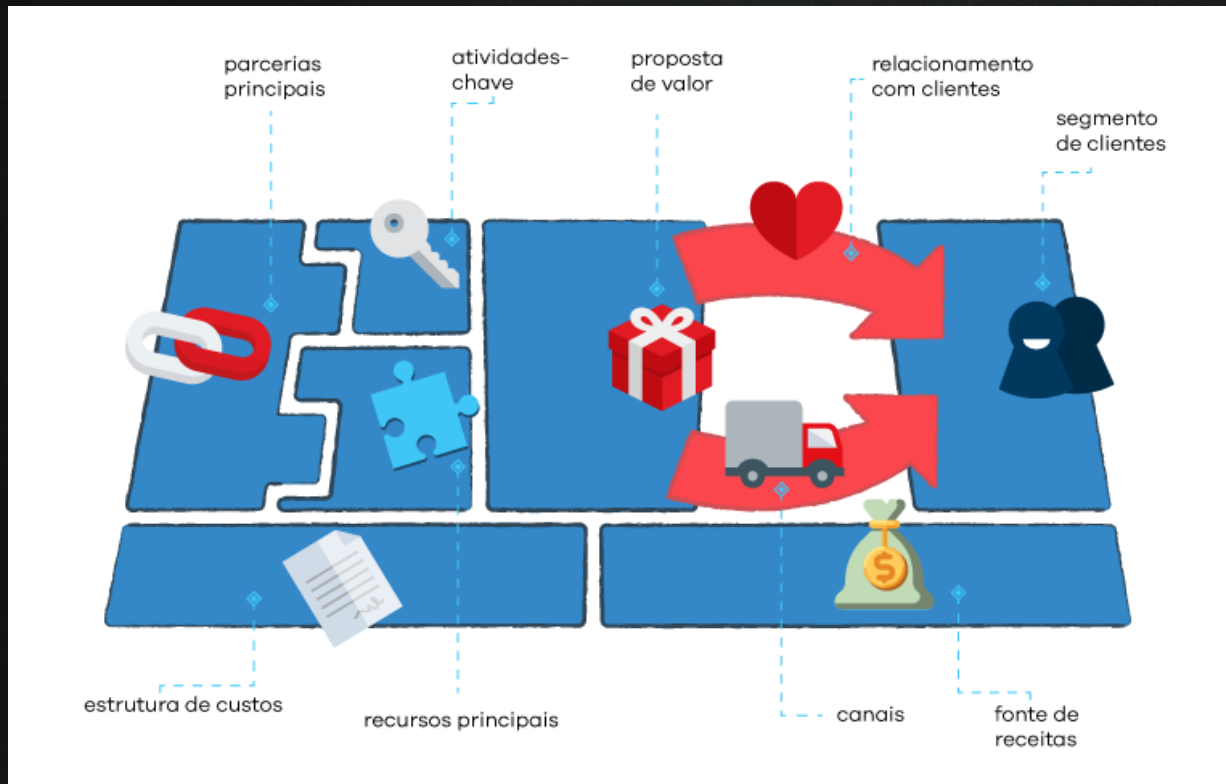 parcerias
principais
atividades-
chave
proposta
de valor
relacionamento
com clientes
segmento
de clientes
$
estrutura de custos
recursos principais
canais
fonte de
receitas